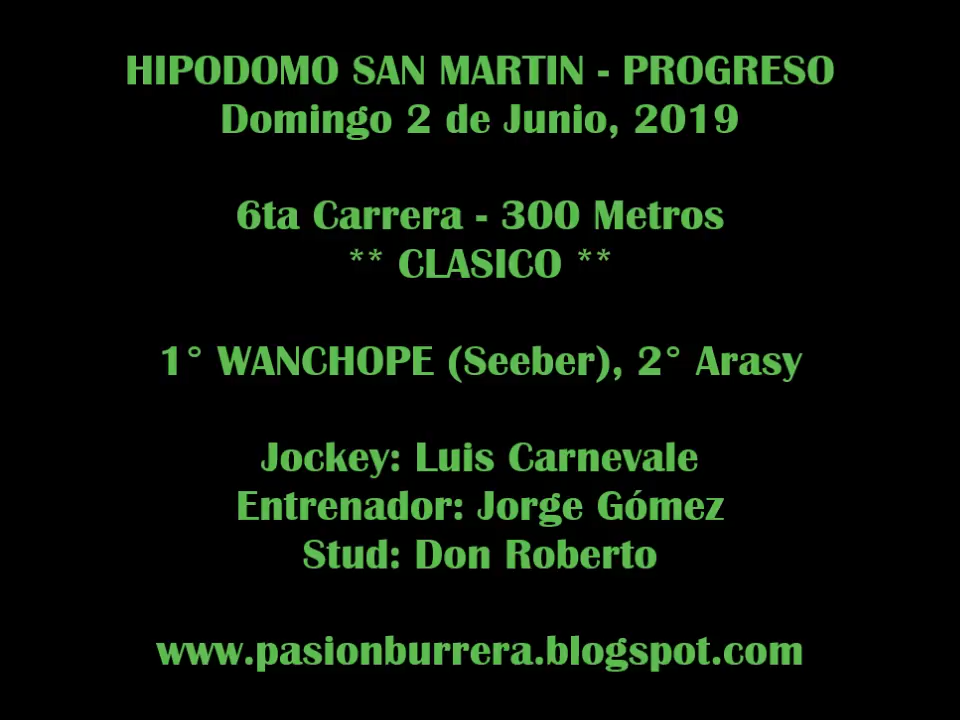 HIPODOMO SAN MARTIN - PROGRESO
Domingo 2 de Junio, 2019
6ta Carrera - 300 Metros
** CLASICO **
1° WANCHOPE (Seeber), 2° Arasy
Jockey: Luis Carnevale
Entrenador: Jorge Gómez
Stud: Don Roberto
www.pasionburrera.blogspot.com